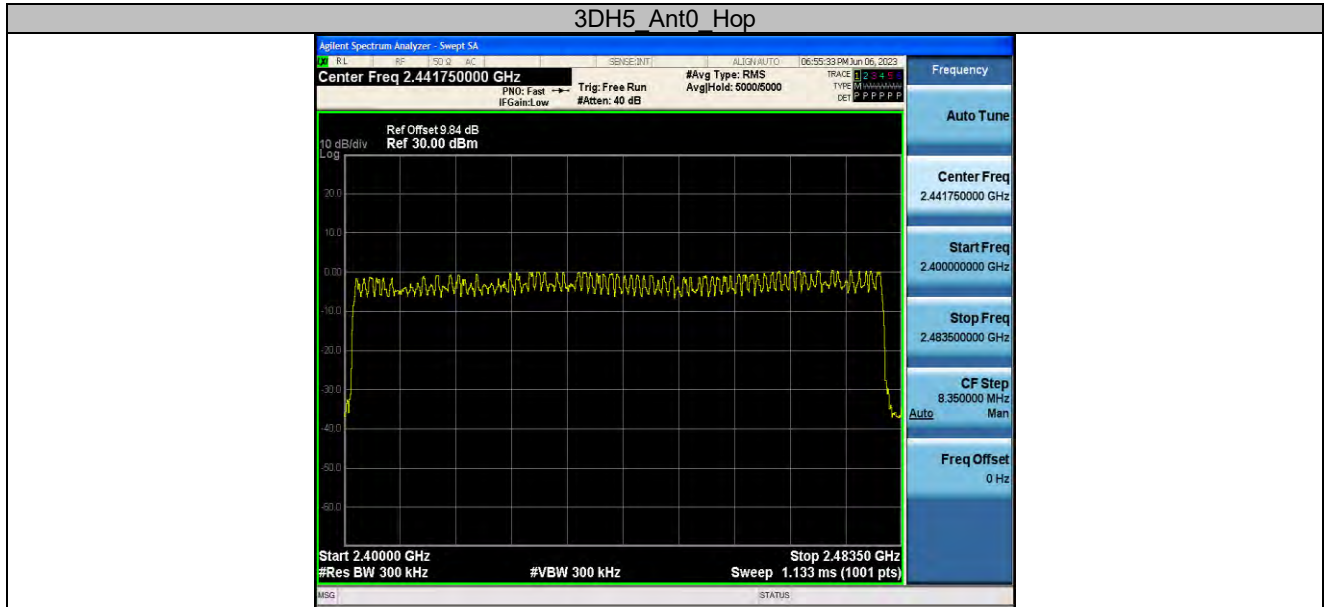 3DH5_Ant0_Hop
Agilent Spectrum Analyzer - Swept SA
RL RF 50 Ω AC SENSE:INT ALIGN AUTO 06:55:33 PM Jun 06, 2023
Center Freq 2.441750000 GHz
PNO: Fast
IFGain:Low
Trig: Free Run
#Atten: 40 dB
#Avg Type: RMS
Avg|Hold: 5000/5000
TRACE 1 2 3 4 5 6
TYPE M
DET P P P P P P
Ref Offset 9.84 dB
10 dB/div Ref 30.00 dBm
Log
20.0
10.0
0.00
-10.0
-20.0
-30.0
-40.0
-50.0
-60.0
Start 2.40000 GHz Stop 2.48350 GHz
#Res BW 300 kHz #VBW 300 kHz Sweep 1.133 ms (1001 pts)
MSG STATUS
Frequency
Auto Tune
Center Freq
2.441750000 GHz
Start Freq
2.400000000 GHz
Stop Freq
2.483500000 GHz
CF Step
8.350000 MHz
Auto Man
Freq Offset
0 Hz